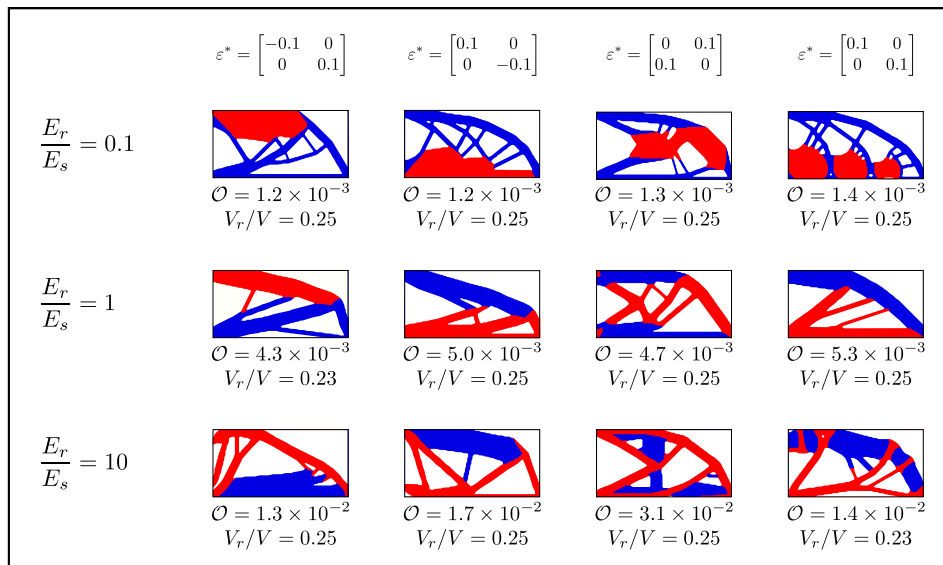 ε* = [−0.1 0; 0 0.1] ε* = [0.1 0; 0 −0.1] ε* = [0 0.1; 0.1 0] ε* = [0.1 0; 0 0.1]
E_r/E_s = 0.1
𝒪 = 1.2 × 10⁻³ 𝒪 = 1.2 × 10⁻³ 𝒪 = 1.3 × 10⁻³ 𝒪 = 1.4 × 10⁻³
V_r/V = 0.25 V_r/V = 0.25 V_r/V = 0.25 V_r/V = 0.25
E_r/E_s = 1
𝒪 = 4.3 × 10⁻³ 𝒪 = 5.0 × 10⁻³ 𝒪 = 4.7 × 10⁻³ 𝒪 = 5.3 × 10⁻³
V_r/V = 0.23 V_r/V = 0.25 V_r/V = 0.25 V_r/V = 0.25
E_r/E_s = 10
𝒪 = 1.3 × 10⁻² 𝒪 = 1.7 × 10⁻² 𝒪 = 3.1 × 10⁻² 𝒪 = 1.4 × 10⁻²
V_r/V = 0.25 V_r/V = 0.25 V_r/V = 0.25 V_r/V = 0.23